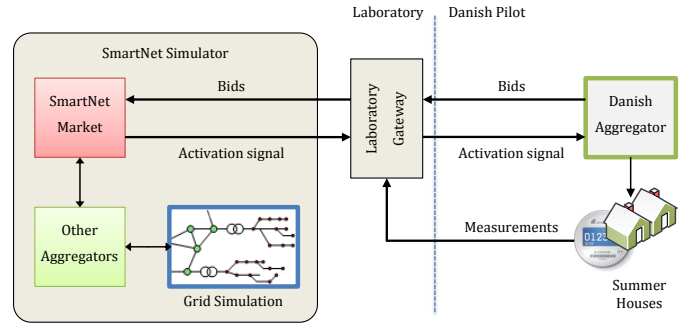 Laboratory
Danish Pilot
SmartNet Simulator
SmartNet
Market
Bids
Activation signal
Laboratory
Gateway
Bids
Activation signal
Danish
Aggregator
Other
Aggregators
Grid Simulation
Measurements
Summer
Houses